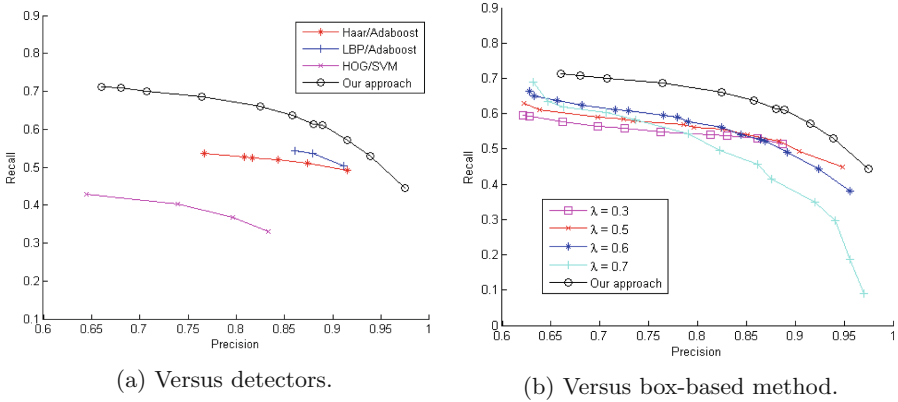 0.9
0.8
0.7
0.6
0.5
0.4
0.3
0.2
0.1
Recall
0.6
0.65
0.7
0.75
0.8
0.85
0.9
0.95
1
Precision
Haar/Adaboost
LBP/Adaboost
HOG/SVM
Our approach
(a) Versus detectors.
0.9
0.8
0.7
0.6
0.5
0.4
0.3
0.2
0.1
0
Recall
0.6
0.65
0.7
0.75
0.8
0.85
0.9
0.95
1
Precision
λ = 0.3
λ = 0.5
λ = 0.6
λ = 0.7
Our approach
(b) Versus box-based method.